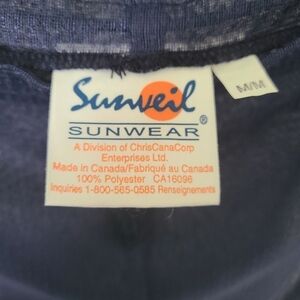 Sunveil
SUNWEAR®
A Division of ChrisCanaCorp
Enterprises Ltd.
Made in Canada/Fabriqué au Canada
100% Polyester CA16096
Inquiries 1-800-565-0585 Renseignements
M/M